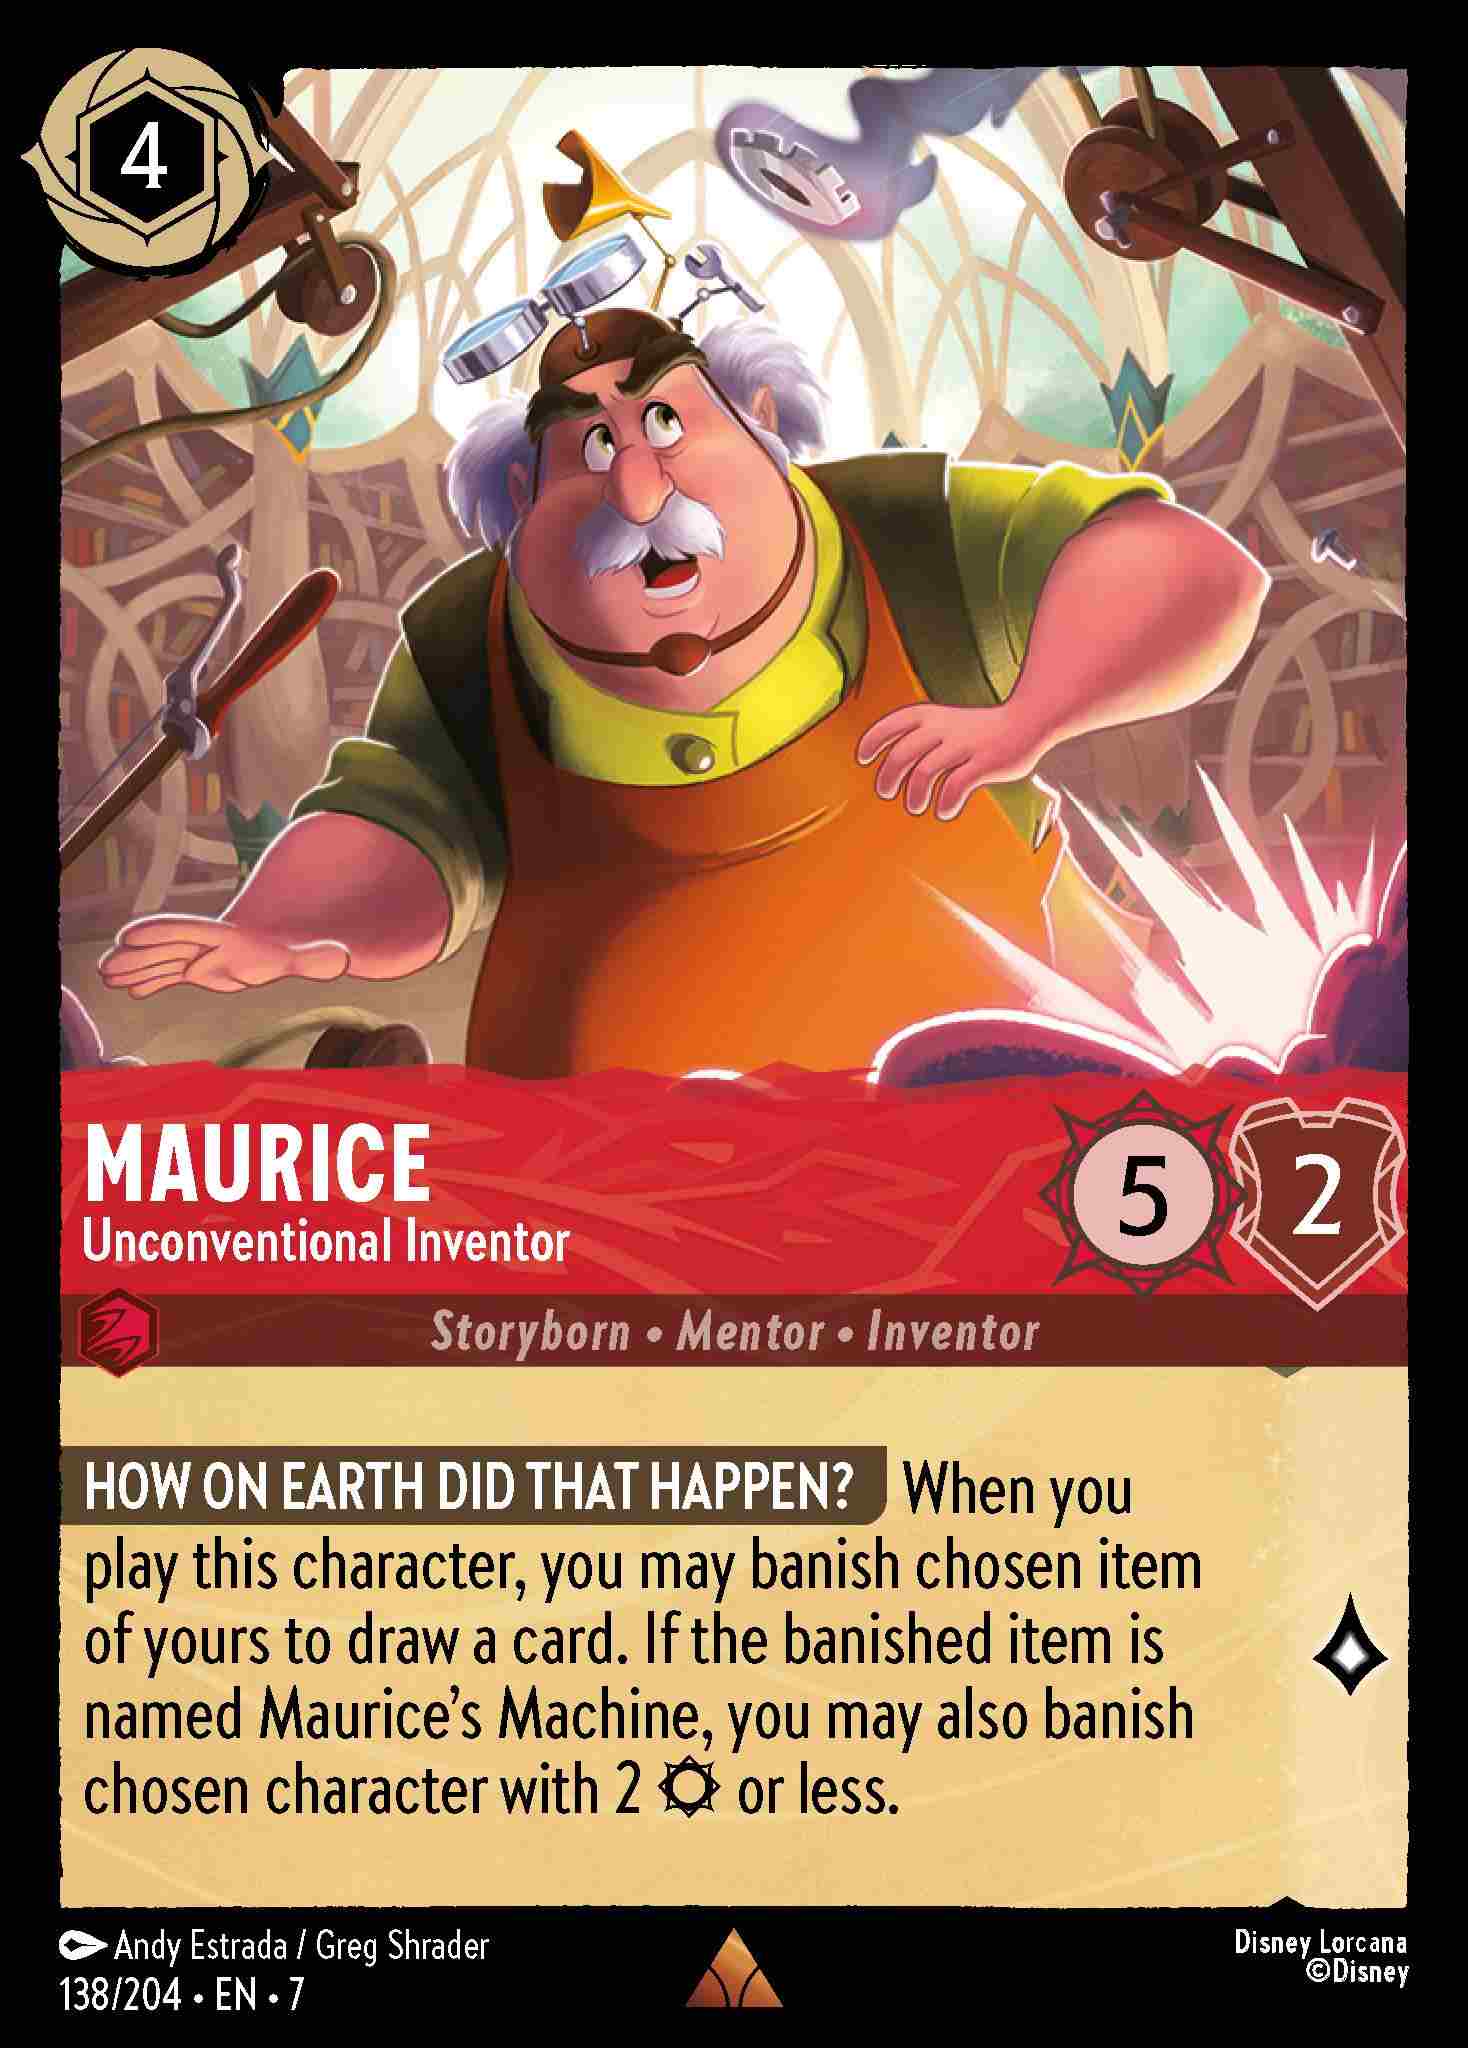 4
MAURICE
Unconventional Inventor
5
2
Storyborn • Mentor • Inventor
HOW ON EARTH DID THAT HAPPEN? When you
play this character, you may banish chosen item
of yours to draw a card. If the banished item is
named Maurice’s Machine, you may also banish
chosen character with 2 or less.
Andy Estrada / Greg Shrader
138/204 • EN • 7
Disney Lorcana
©Disney